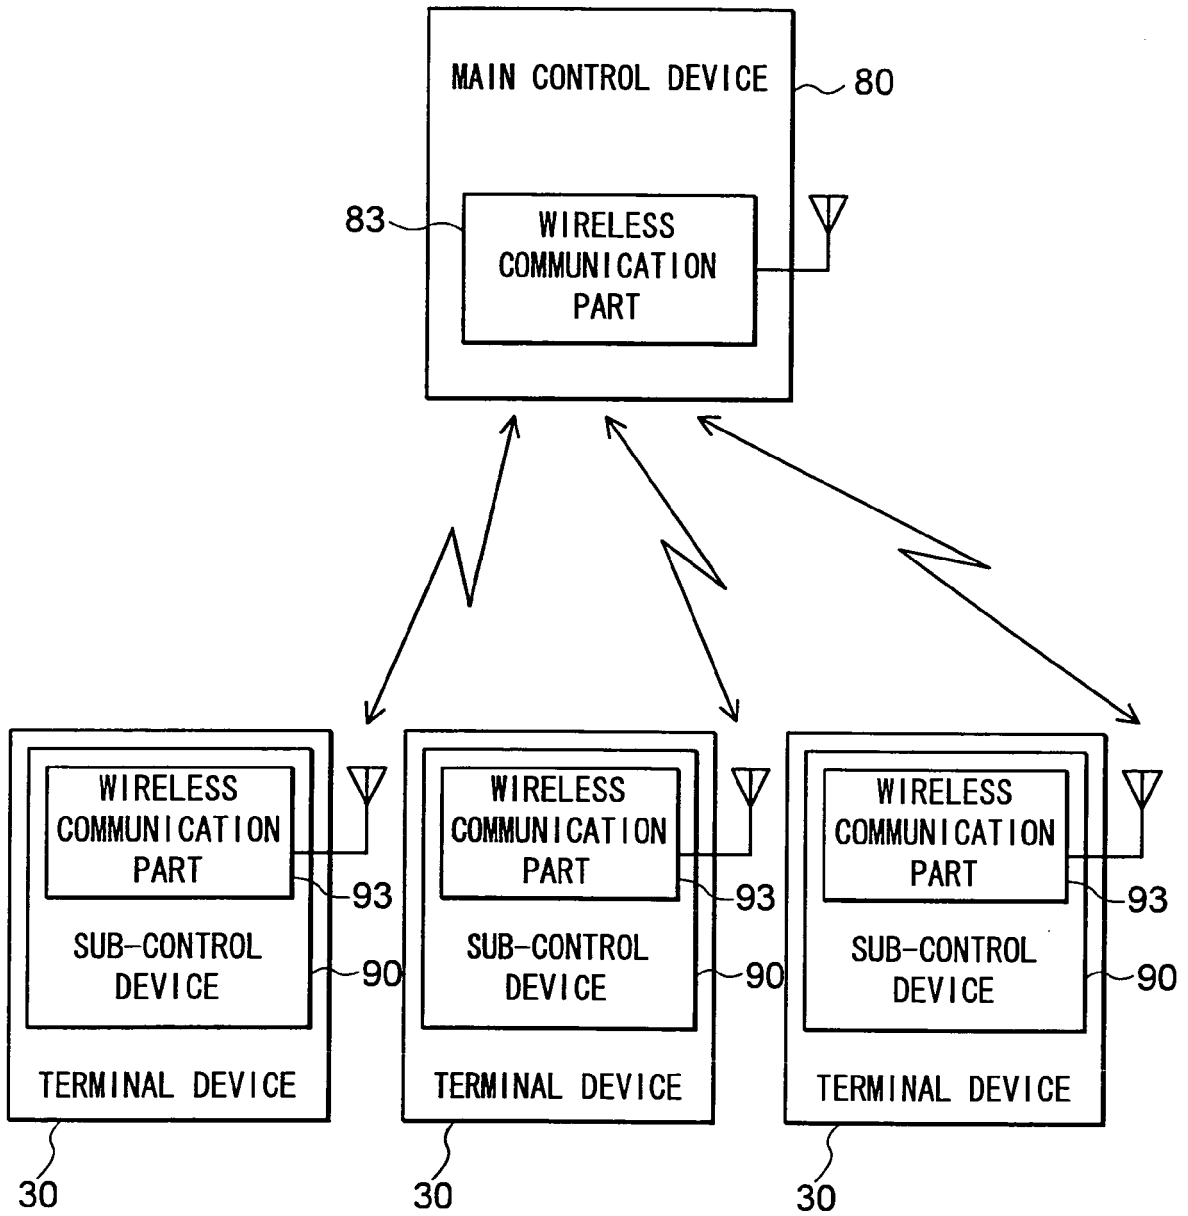 MAIN CONTROL DEVICE
80
83
WIRELESS
COMMUNICATION
PART
WIRELESS
COMMUNICATION
PART
93
SUB-CONTROL
DEVICE
90
TERMINAL DEVICE
30
WIRELESS
COMMUNICATION
PART
93
SUB-CONTROL
DEVICE
90
TERMINAL DEVICE
30
WIRELESS
COMMUNICATION
PART
93
SUB-CONTROL
DEVICE
90
TERMINAL DEVICE
30